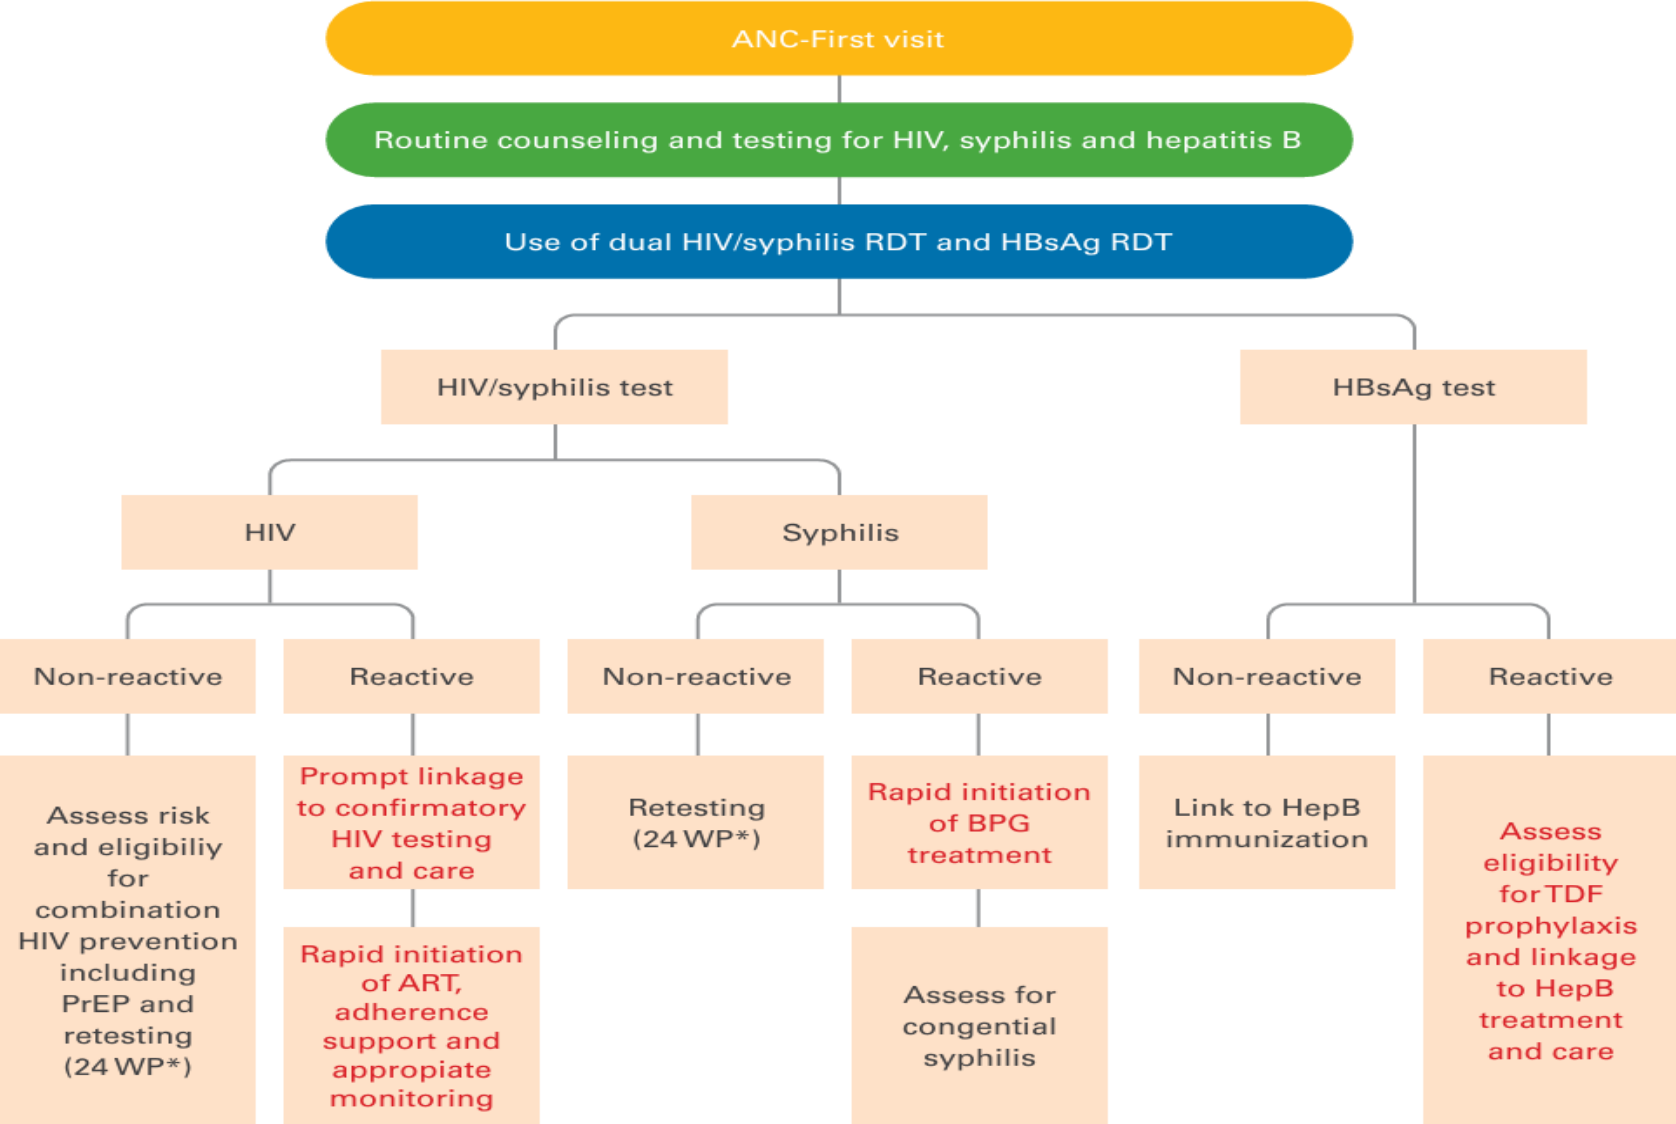 ANC-First visit
Routine counseling and testing for HIV, syphilis and hepatitis B
Use of dual HIV/syphilis RDT and HBsAg RDT
HIV/syphilis test
HBsAg test
HIV
Syphilis
Non-reactive
Reactive
Non-reactive
Reactive
Non-reactive
Reactive
Assess risk
and eligibiliy
for
combination
HIV prevention
including
PrEP and
retesting
(24 WP*)
Prompt linkage
to confirmatory
HIV testing
and care
Rapid initiation
of ART,
adherence
support and
appropiate
monitoring
Retesting
(24 WP*)
Rapid initiation
of BPG
treatment
Assess for
congential
syphilis
Link to HepB
immunization
Assess
eligibility
for TDF
prophylaxis
and linkage
to HepB
treatment
and care